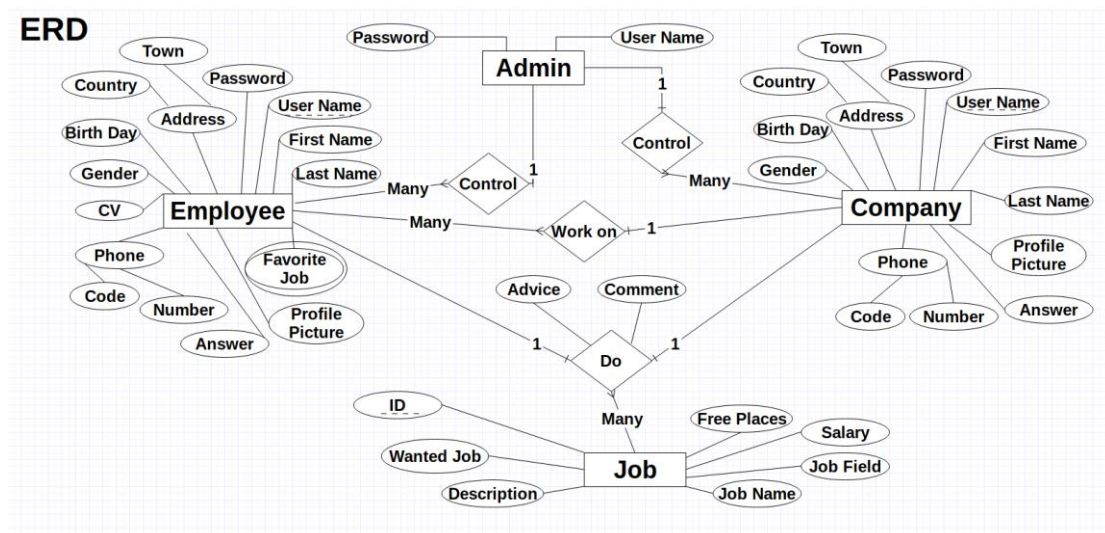 ERD
Password
User Name
Admin
1
1
Control
Many
Control
1
Many
Town
Country
Password
Address
User Name
Birth Day
First Name
Gender
Last Name
CV
Employee
Phone
Favorite
Job
Code
Number
Profile
Picture
Answer
Many
Work on
1
Town
Country
Password
Address
User Name
Birth Day
First Name
Gender
Last Name
Company
Phone
Profile
Picture
Code
Number
Answer
Advice
Comment
1
Do
1
Many
ID
Free Places
Salary
Wanted Job
Job
Job Field
Description
Job Name